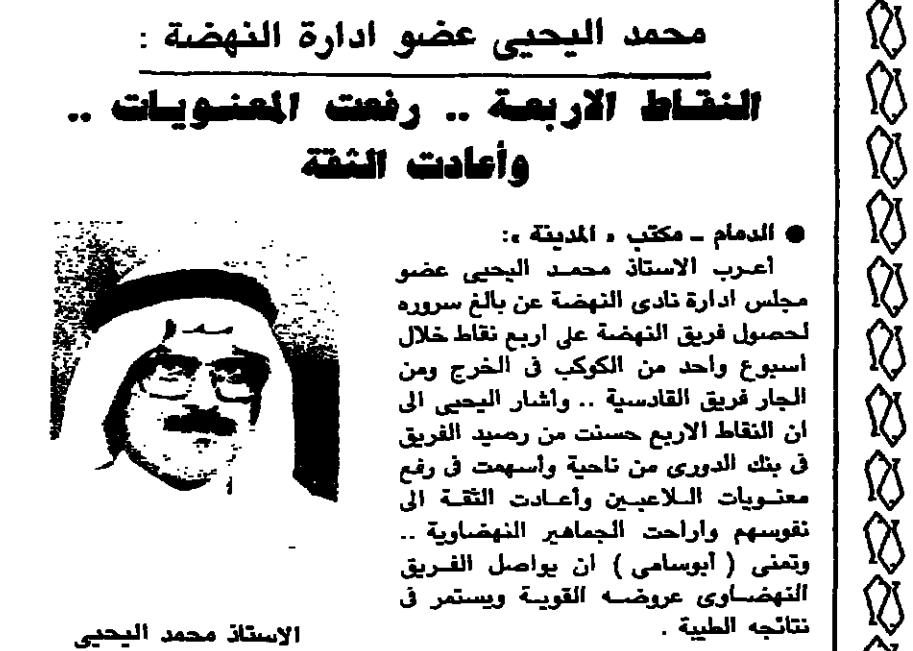 محمد اليحيى عضو ادارة النهضة :
النقاط الاربعة .. رفعت المعنويات ..
وأعادت الثقة
● الدمام ـ مكتب « المدينة »:
أعرب الاستاذ محمد اليحيى عضو
مجلس ادارة نادى النهضة عن بالغ سروره
لحصول فريق النهضة على اربع نقاط خلال
اسبوع واحد من الكوكب فى الخرج ومن
الجار فريق القادسية .. وأشار اليحيى الى
ان النقاط الاربع حسنت من رصيد الفريق
فى بنك الدورى من ناحية وأسهمت فى رفع
معنويات اللاعبين وأعادت الثقة الى
نفوسهم واراحت الجماهير النهضاوية ..
وتمنى ( أبوسامى ) ان يواصل الفريق
النهضاوى عروضه القوية ويستمر فى
نتائجه الطيبة .
الاستاذ محمد اليحيى